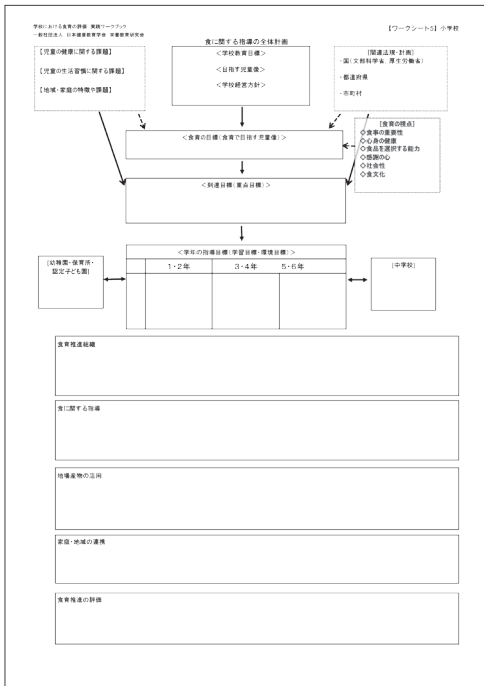 学校における食育の評価 実践ワークブック
一般社団法人 日本健康教育学会 栄養教育研究会
【ワークシート5】小学校
食に関する指導の全体計画
【児童の健康に関する課題】
【児童の生活習慣に関する課題】
【地域・家庭の特徴や課題】
＜学校教育目標＞
＜目指す児童像＞
＜学校経営方針＞
[関連法規・計画]
・国(文部科学省、厚生労働省)
・都道府県
・市町村
＜食育の目標(食育で目指す児童像)＞
[食育の視点]
◇食事の重要性
◇心身の健康
◇食品を選択する能力
◇感謝の心
◇社会性
◇食文化
＜到達目標(重点目標)＞
＜学年の指導目標(学習目標・環境目標)＞
1・2年 3・4年 5・6年
[幼稚園・保育所・
認定子ども園]
[中学校]
食育推進組織
食に関する指導
地場産物の活用
家庭・地域の連携
食育推進の評価